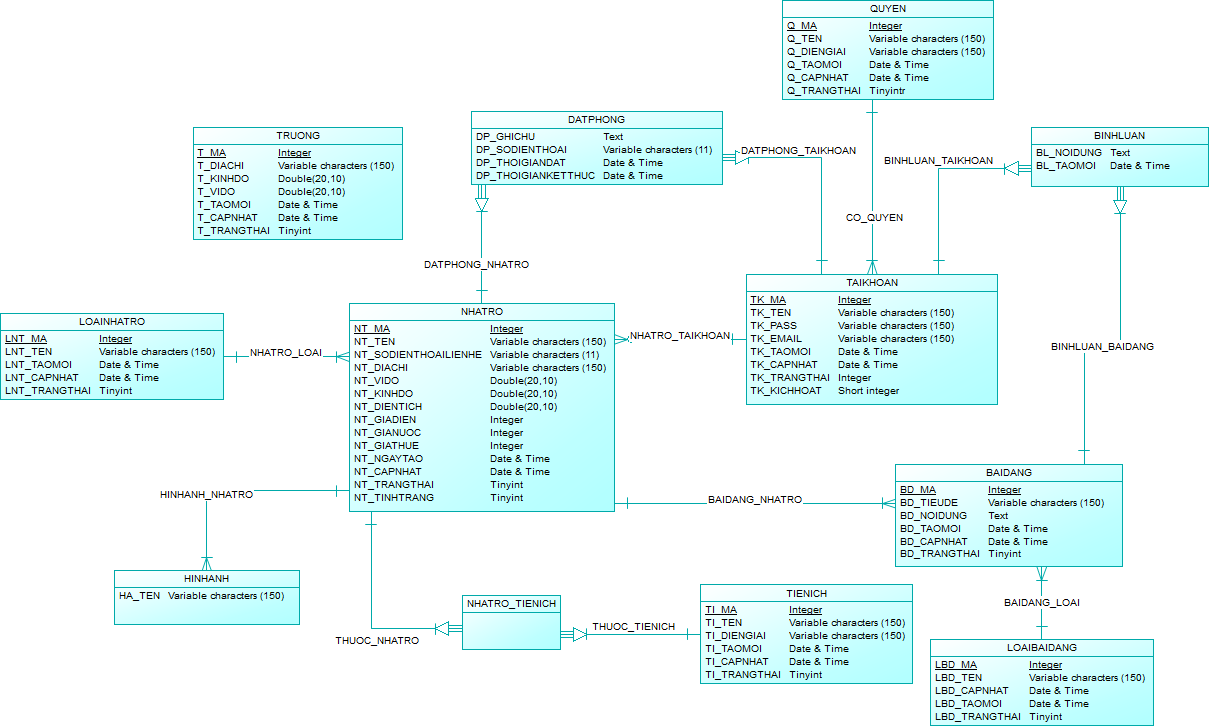 QUYEN
Q_MA Integer
Q_TEN Variable characters (150)
Q_DIENGIAI Variable characters (150)
Q_TAOMOI Date & Time
Q_CAPNHAT Date & Time
Q_TRANGTHAI Tinyintr
DATPHONG
DP_GHICHU Text
DP_SODIENTHOAI Variable characters (11)
DP_THOIGIANDAT Date & Time
DP_THOIGIANKETTHUC Date & Time
TRUONG
T_MA Integer
T_DIACHI Variable characters (150)
T_KINHDO Double(20,10)
T_VIDO Double(20,10)
T_TAOMOI Date & Time
T_CAPNHAT Date & Time
T_TRANGTHAI Tinyint
BINHLUAN
BL_NOIDUNG Text
BL_TAOMOI Date & Time
DATPHONG_TAIKHOAN
BINHLUAN_TAIKHOAN
CO_QUYEN
DATPHONG_NHATRO
TAIKHOAN
TK_MA Integer
TK_TEN Variable characters (150)
TK_PASS Variable characters (150)
TK_EMAIL Variable characters (150)
TK_TAOMOI Date & Time
TK_CAPNHAT Date & Time
TK_TRANGTHAI Integer
TK_KICHHOAT Short integer
LOAINHATRO
LNT_MA Integer
LNT_TEN Variable characters (150)
LNT_TAOMOI Date & Time
LNT_CAPNHAT Date & Time
LNT_TRANGTHAI Tinyint
NHATRO_LOAI
NHATRO
NT_MA Integer
NT_TEN Variable characters (150)
NT_SODIENTHOAILIENHE Variable characters (11)
NT_DIACHI Variable characters (150)
NT_VIDO Double(20,10)
NT_KINHDO Double(20,10)
NT_DIENTICH Double(20,10)
NT_GIADIEN Integer
NT_GIANUOC Integer
NT_GIATHUE Integer
NT_NGAYTAO Date & Time
NT_CAPNHAT Date & Time
NT_TRANGTHAI Tinyint
NT_TINHTRANG Tinyint
NHATRO_TAIKHOAN
BINHLUAN_BAIDANG
HINHANH_NHATRO
BAIDANG_NHATRO
BAIDANG
BD_MA Integer
BD_TIEUDE Variable characters (150)
BD_NOIDUNG Text
BD_TAOMOI Date & Time
BD_CAPNHAT Date & Time
BD_TRANGTHAI Tinyint
HINHANH
HA_TEN Variable characters (150)
NHATRO_TIENICH
THUOC_NHATRO
THUOC_TIENICH
TIENICH
TI_MA Integer
TI_TEN Variable characters (150)
TI_DIENGIAI Variable characters (150)
TI_TAOMOI Date & Time
TI_CAPNHAT Date & Time
TI_TRANGTHAI Tinyint
BAIDANG_LOAI
LOAIBAIDANG
LBD_MA Integer
LBD_TEN Variable characters (150)
LBD_CAPNHAT Date & Time
LBD_TAOMOI Date & Time
LBD_TRANGTHAI Tinyint